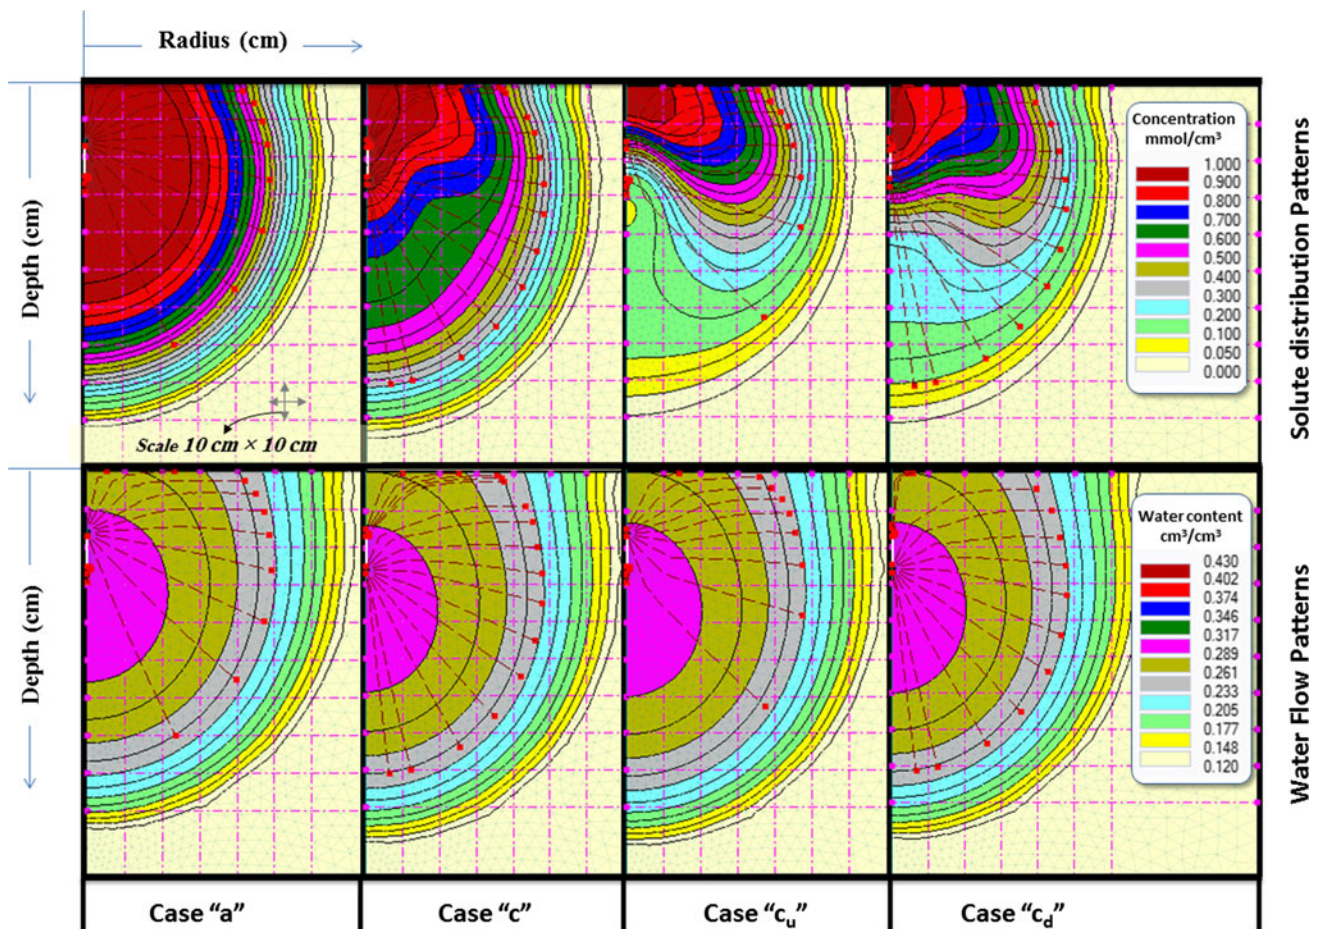 Radius (cm)
Depth (cm)
Concentration
mmol/cm³
1.000
0.900
0.800
0.700
0.600
0.500
0.400
0.300
0.200
0.100
0.050
0.000
Scale 10 cm × 10 cm
Solute distribution Patterns
Depth (cm)
Water content
cm³/cm³
0.430
0.402
0.374
0.346
0.317
0.289
0.261
0.233
0.205
0.177
0.148
0.120
Water Flow Patterns
Case “a”
Case “c”
Case “cᵤ”
Case “c_d”